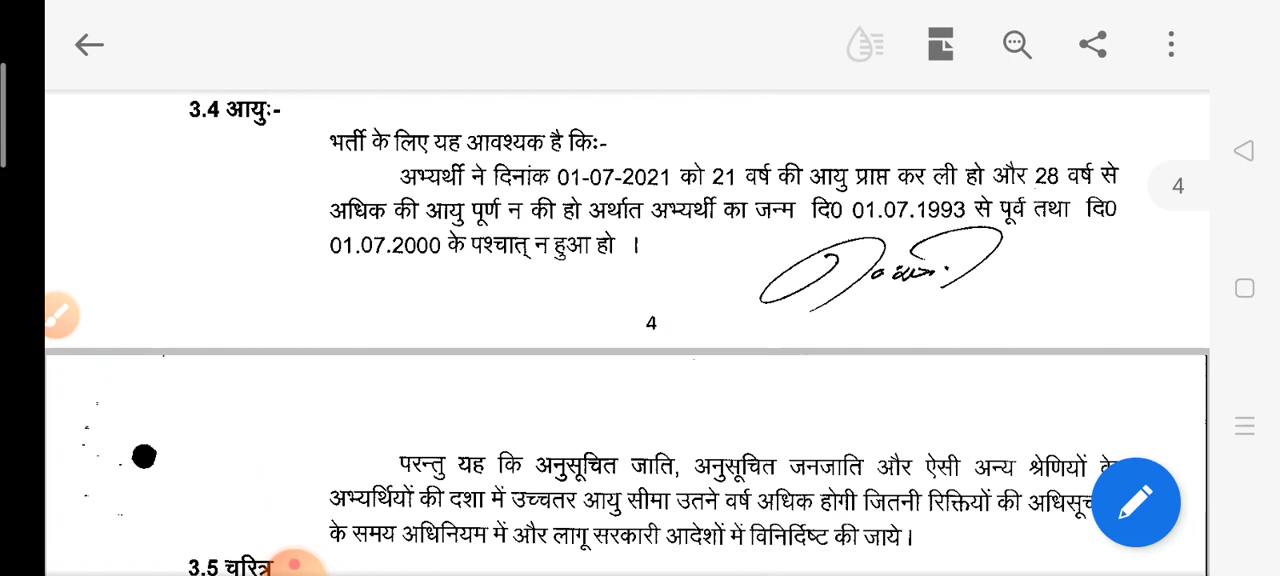 3.4 आयुः-
भर्ती के लिए यह आवश्यक है किः-
अभ्यर्थी ने दिनांक 01-07-2021 को 21 वर्ष की आयु प्राप्त कर ली हो और 28 वर्ष से
अधिक की आयु पूर्ण न की हो अर्थात अभ्यर्थी का जन्म दि0 01.07.1993 से पूर्व तथा दि0
01.07.2000 के पश्चात् न हुआ हो ।
4
4
परन्तु यह कि अनुसूचित जाति, अनुसूचित जनजाति और ऐसी अन्य श्रेणियों के
अभ्यर्थियों की दशा में उच्चतर आयु सीमा उतने वर्ष अधिक होगी जितनी रिक्तियों की
के समय अधिनियम में और लागू सरकारी आदेशों में विनिर्दिष्ट की जाये ।
3.5 चरित्र